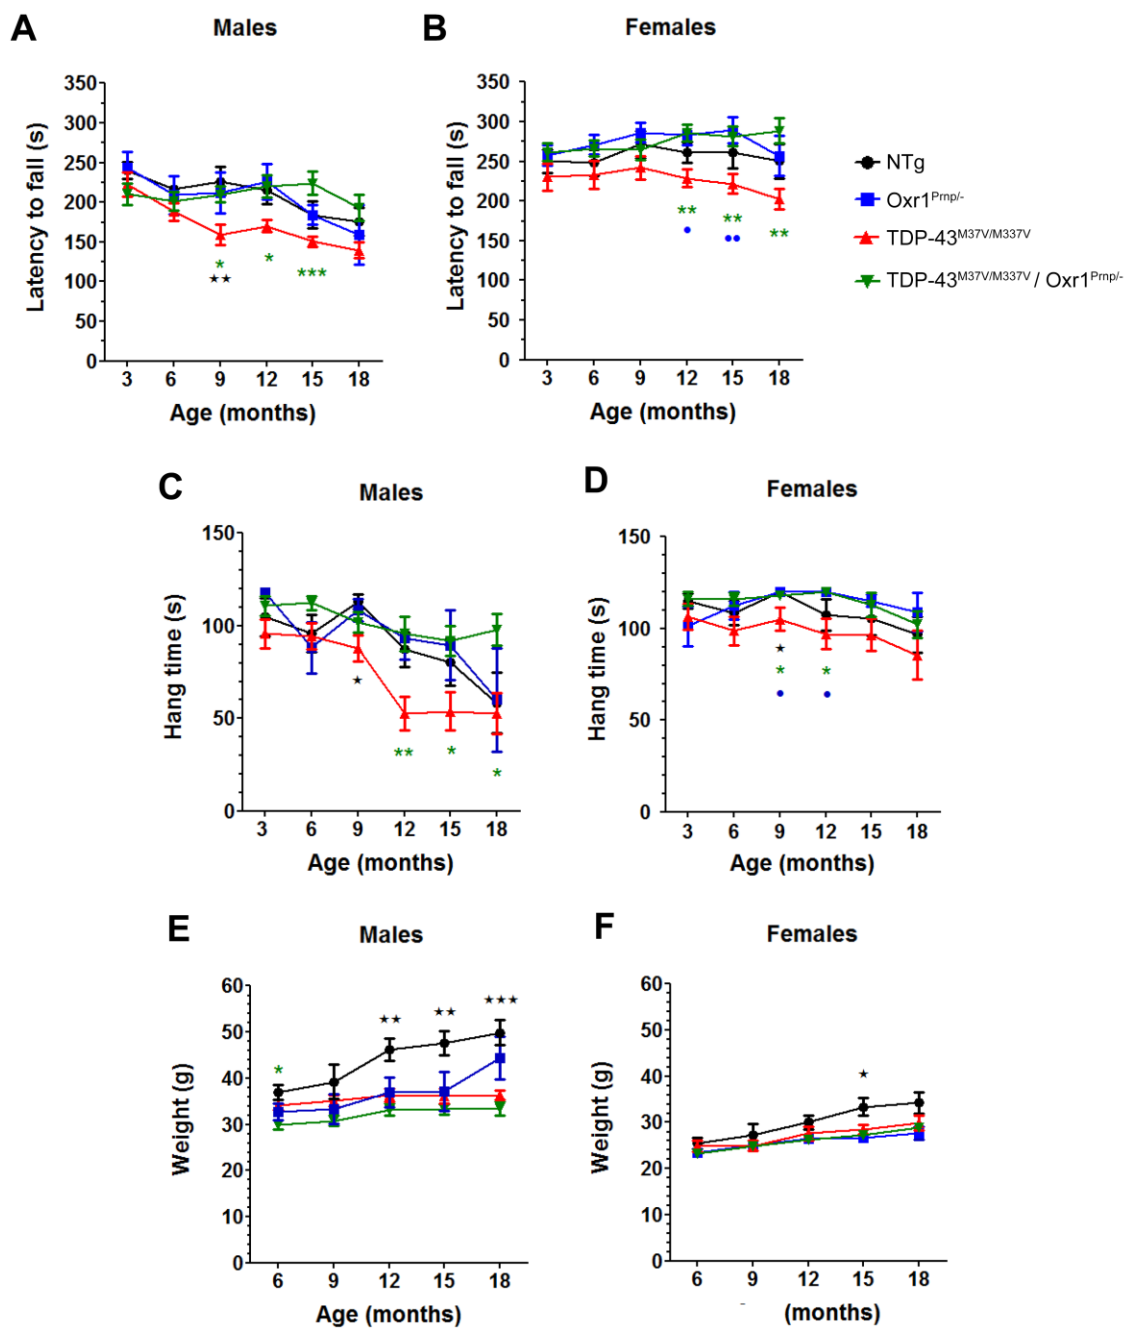 A
Males
B
Females
350
300
250
200
150
100
50
0
Latency to fall (s)
3 6 9 12 15 18
Age (months)
*
★★
*
***
350
300
250
200
150
100
50
0
Latency to fall (s)
3 6 9 12 15 18
Age (months)
**
•
**
••
**
NTg
Oxr1Prnp/-
TDP-43M37V/M337V
TDP-43M37V/M337V / Oxr1Prnp/-
C
Males
D
Females
150
100
50
0
Hang time (s)
3 6 9 12 15 18
Age (months)
★
**
*
*
150
100
50
0
Hang time (s)
3 6 9 12 15 18
Age (months)
★
*
•
*
•
E
Males
F
Females
60
50
40
30
20
10
0
Weight (g)
6 9 12 15 18
Age (months)
*
★★
★★
★★★
60
50
40
30
20
10
0
Weight (g)
6 9 12 15 18
(months)
★